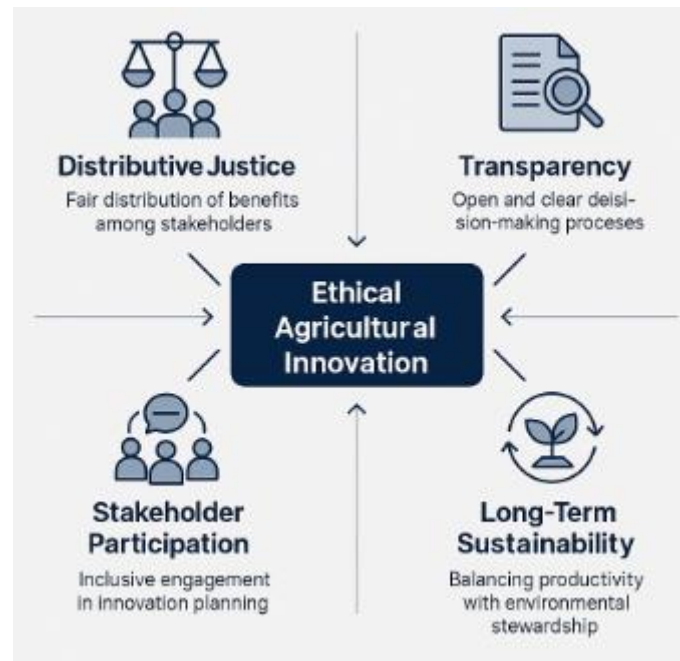 Distributive Justice
Fair distribution of benefits
among stakeholders
Transparency
Open and clear deisi-
sion-making proceses
Ethical
Agricultural
Innovation
Stakeholder
Participation
Inclusive engagement
in innovation planning
Long-Term
Sustainability
Balancing productivity
with environmental
stewardship